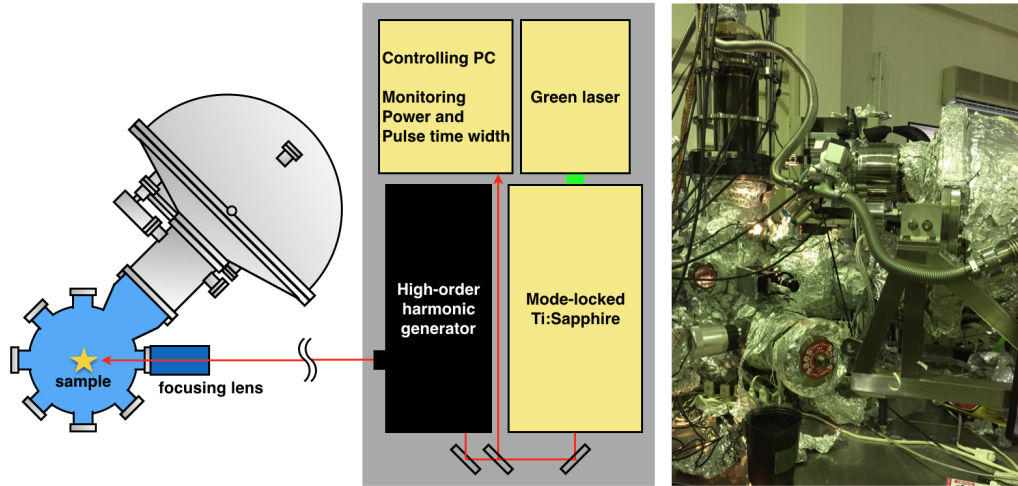 Controlling PC
Monitoring
Power and
Pulse time width
Green laser
High-order
harmonic
generator
Mode-locked
Ti:Sapphire
sample
focusing lens